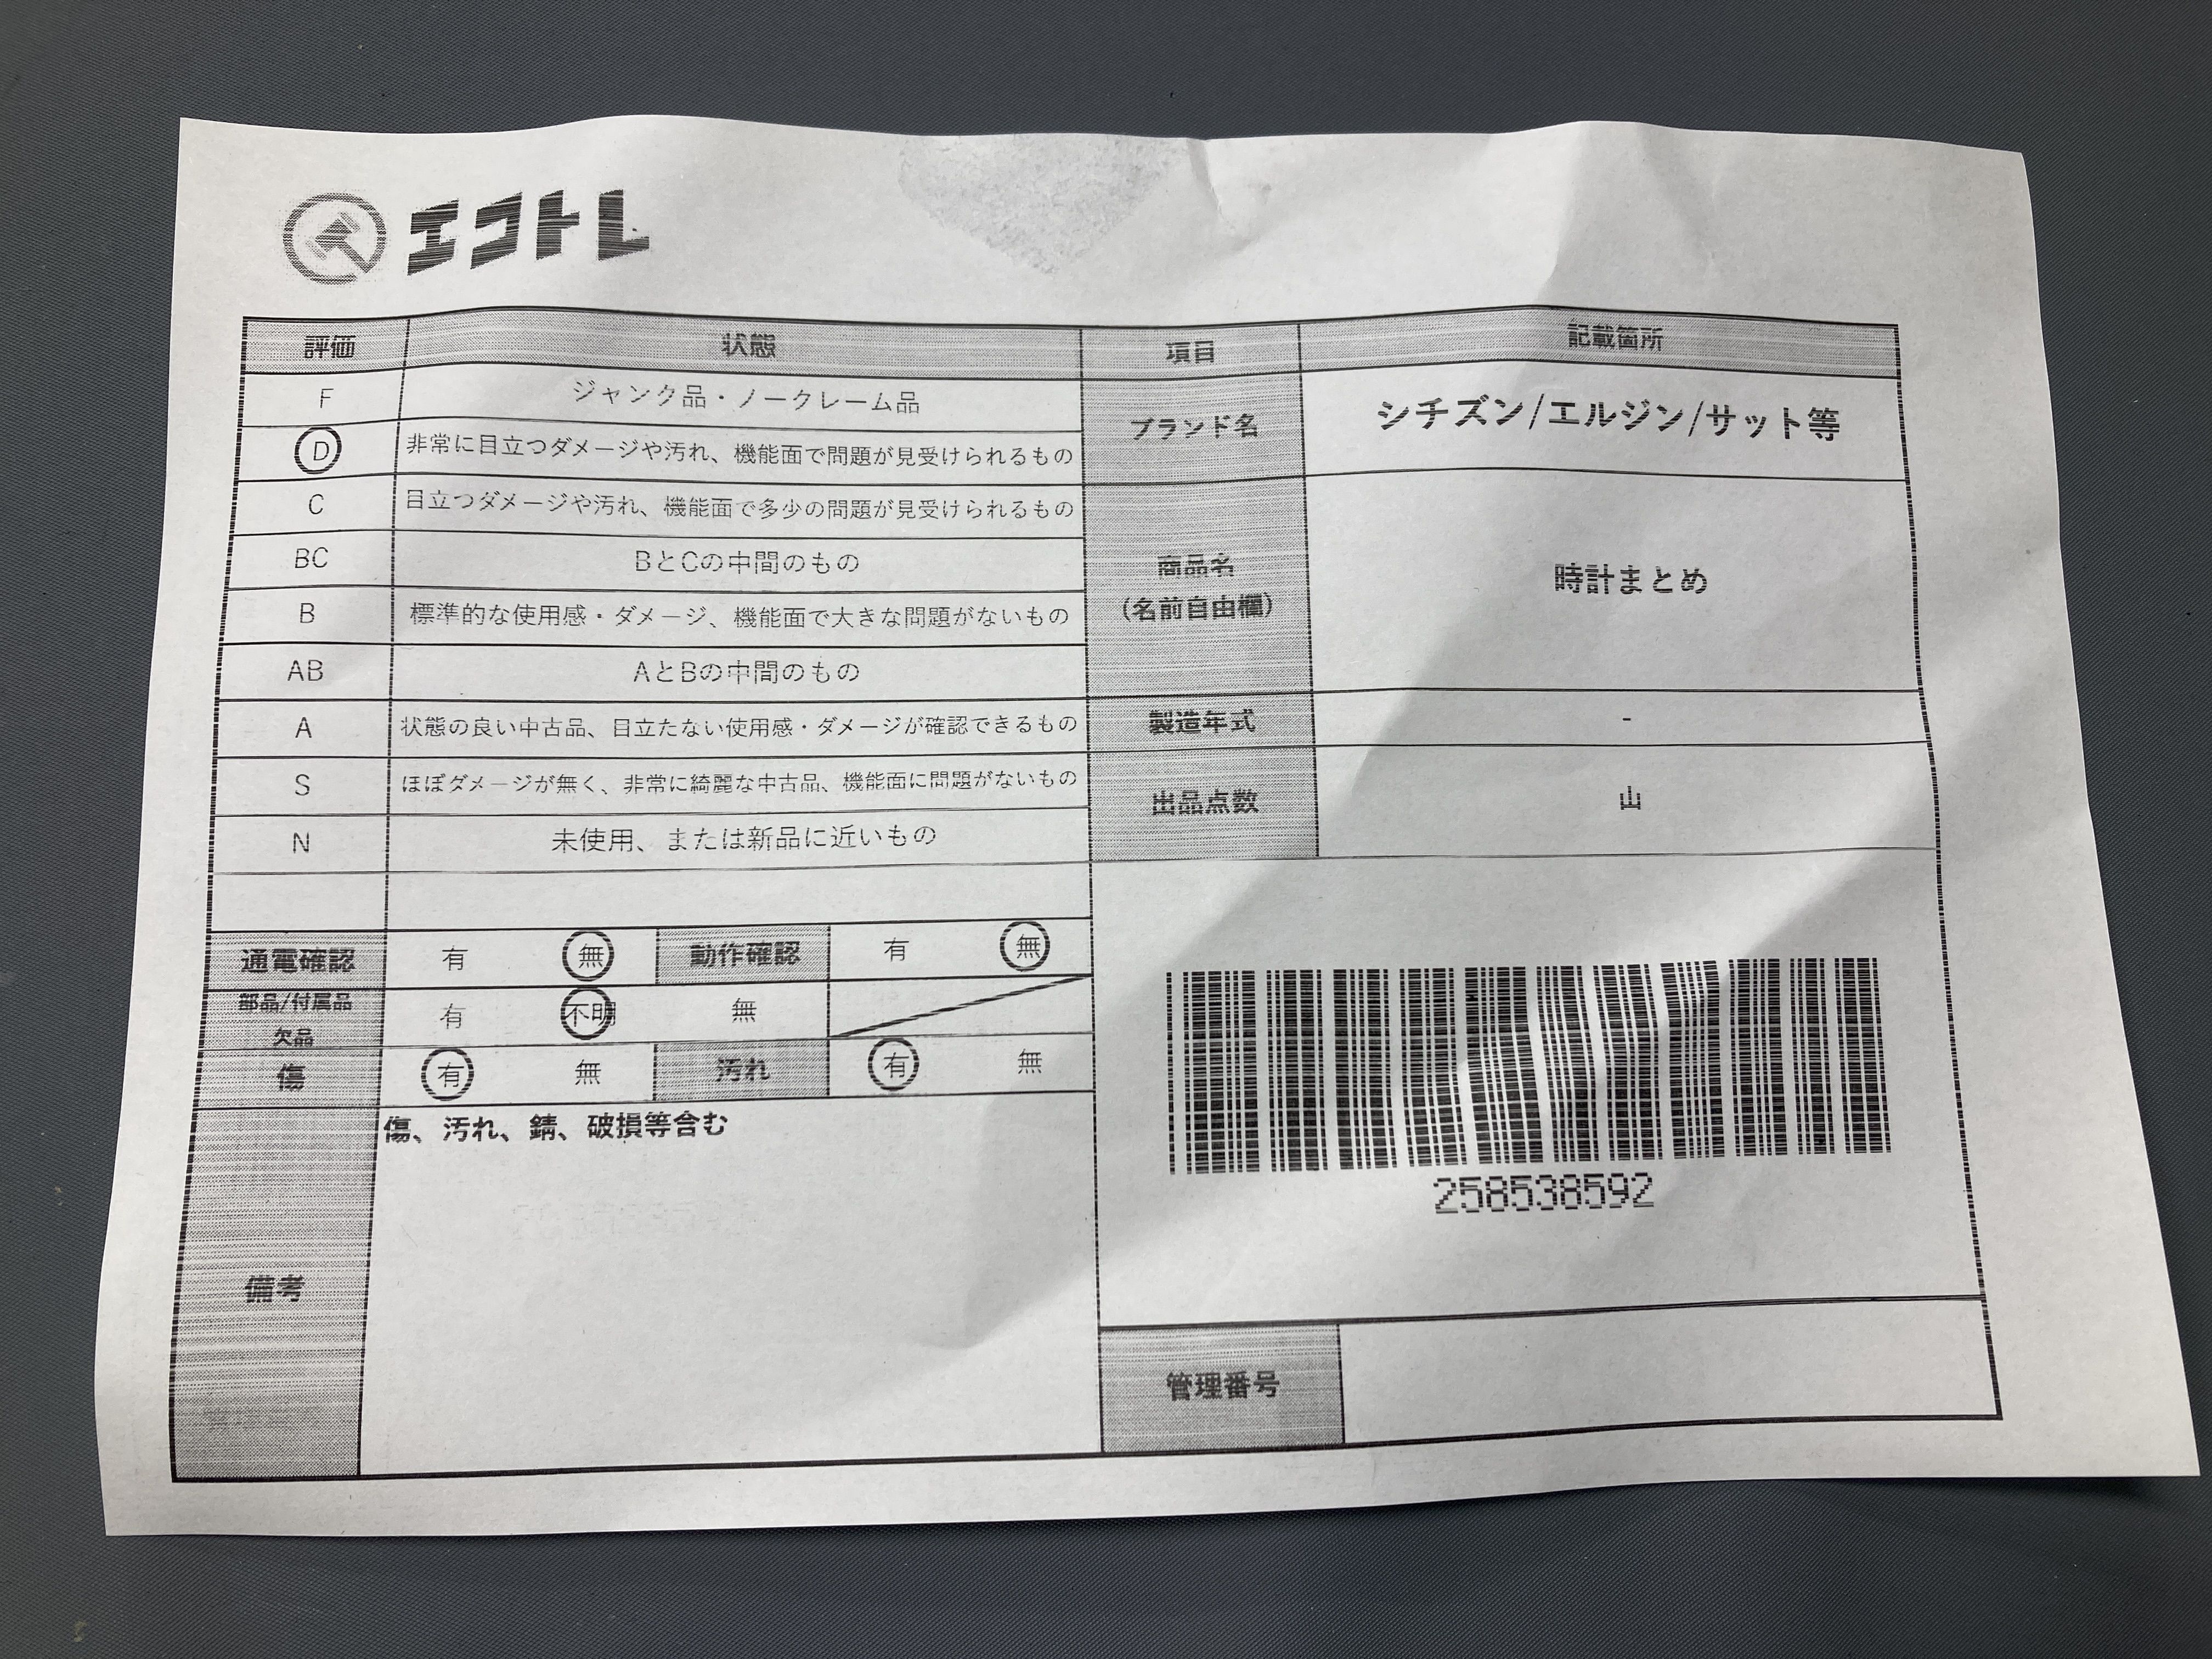 エコトレ
評価 状態 項目 記載箇所
F ジャンク品・ノークレーム品
D 非常に目立つダメージや汚れ、機能面で問題が見受けられるもの
C 目立つダメージや汚れ、機能面で多少の問題が見受けられるもの
BC BとCの中間のもの
B 標準的な使用感・ダメージ、機能面で大きな問題がないもの
AB AとBの中間のもの
A 状態の良い中古品、目立たない使用感・ダメージが確認できるもの
S ほぼダメージが無く、非常に綺麗な中古品、機能面に問題がないもの
N 未使用、または新品に近いもの
ブランド名 シチズン/エルジン/サット等
商品名
(名前自由欄)
時計まとめ
製造年式 -
出品点数 山
通電確認 有 無 動作確認 有 無
部品/付属品
欠品
有 不明 無
傷 有 無 汚れ 有 無
備考
傷、汚れ、錆、破損等含む
258538592
管理番号